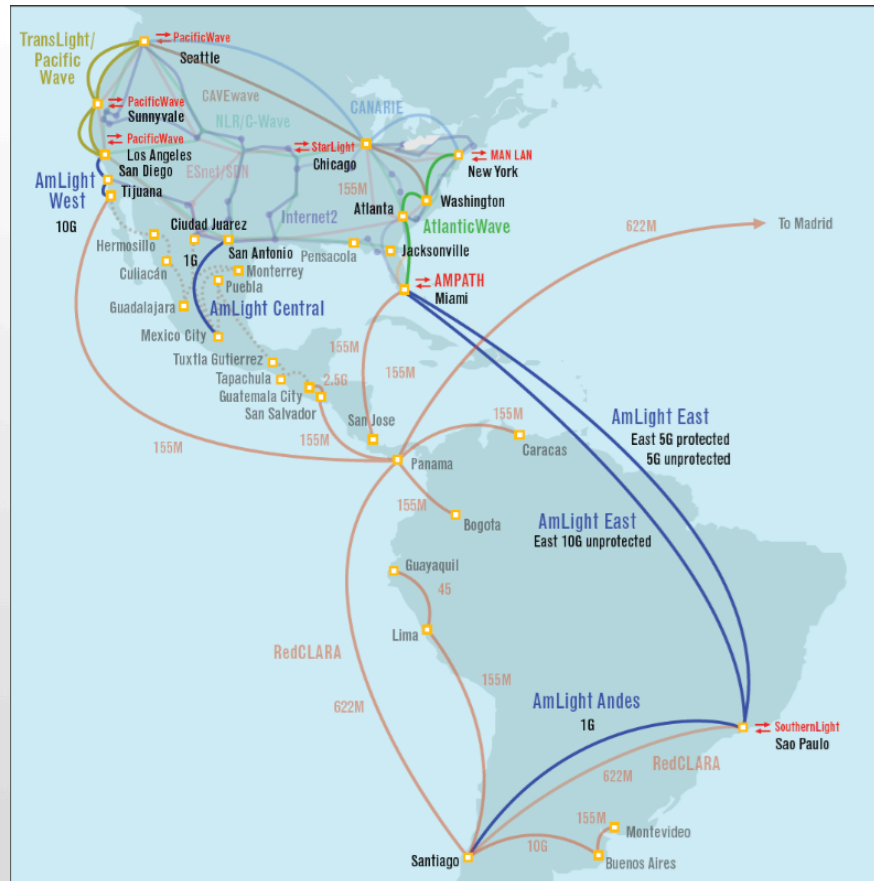 TransLight/
Pacific
Wave
PacificWave
Seattle
CAVEwave
CANARIE
PacificWave
Sunnyvale
NLR/C-Wave
PacificWave
Los Angeles
StarLight
Chicago
MAN LAN
New York
San Diego
ESnet/SDN
155M
AmLight
West
Tijuana
Washington
Atlanta
10G
Ciudad Juarez
Internet2
AtlanticWave
622M
To Madrid
Hermosillo
1G
San Antonio
Pensacola
Jacksonville
Culiacán
Monterrey
Puebla
AMPATH
Miami
Guadalajara
AmLight Central
Mexico City
155M
Tuxtla Gutierrez
155M
Tapachula
2.5G
Guatemala City
San Salvador
San Jose
155M
AmLight East
East 5G protected
5G unprotected
155M
155M
Caracas
Panama
155M
Bogota
AmLight East
East 10G unprotected
Guayaquil
45
Lima
RedCLARA
155M
622M
AmLight Andes
1G
SouthernLight
Sao Paulo
RedCLARA
622M
155M
Montevideo
10G
Santiago
Buenos Aires